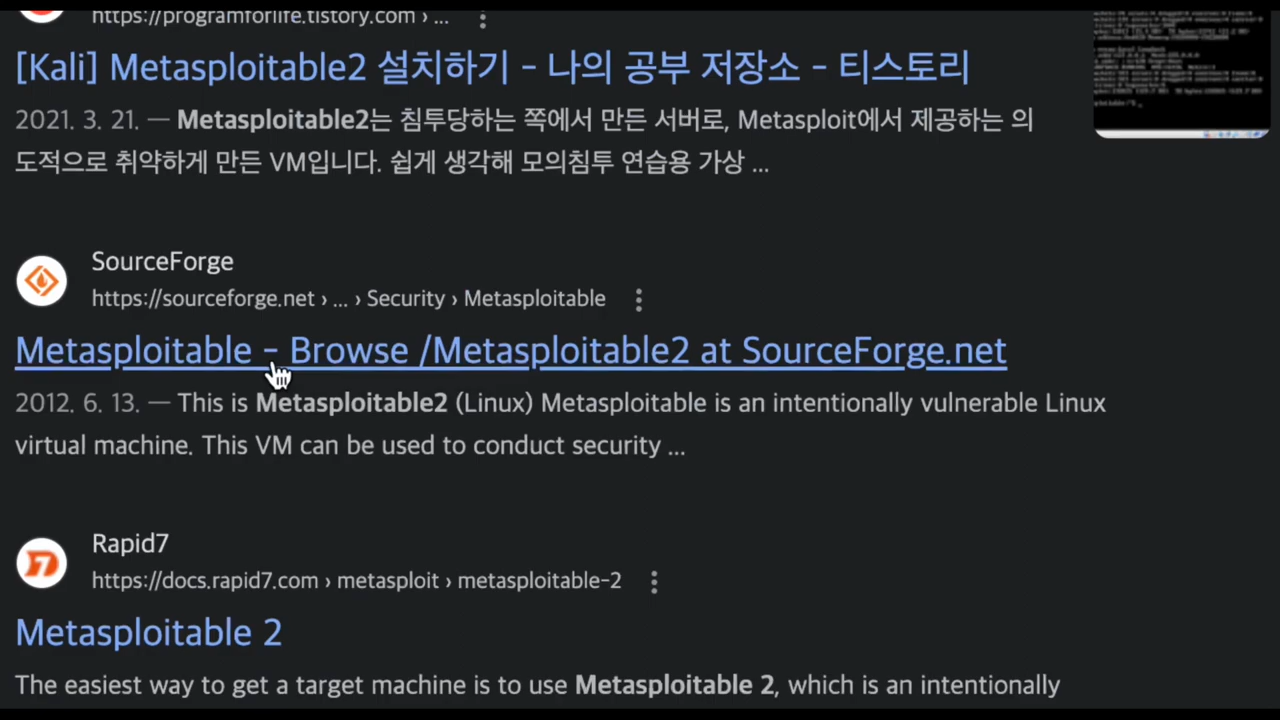 https://programforlife.tistory.com › ...
[Kali] Metasploitable2 설치하기 - 나의 공부 저장소 - 티스토리
2021. 3. 21. — Metasploitable2는 침투당하는 쪽에서 만든 서버로, Metasploit에서 제공하는 의
도적으로 취약하게 만든 VM입니다. 쉽게 생각해 모의침투 연습용 가상 ...
SourceForge
https://sourceforge.net › ... › Security › Metasploitable
Metasploitable - Browse /Metasploitable2 at SourceForge.net
2012. 6. 13. — This is Metasploitable2 (Linux) Metasploitable is an intentionally vulnerable Linux
virtual machine. This VM can be used to conduct security ...
Rapid7
https://docs.rapid7.com › metasploit › metasploitable-2
Metasploitable 2
The easiest way to get a target machine is to use Metasploitable 2, which is an intentionally